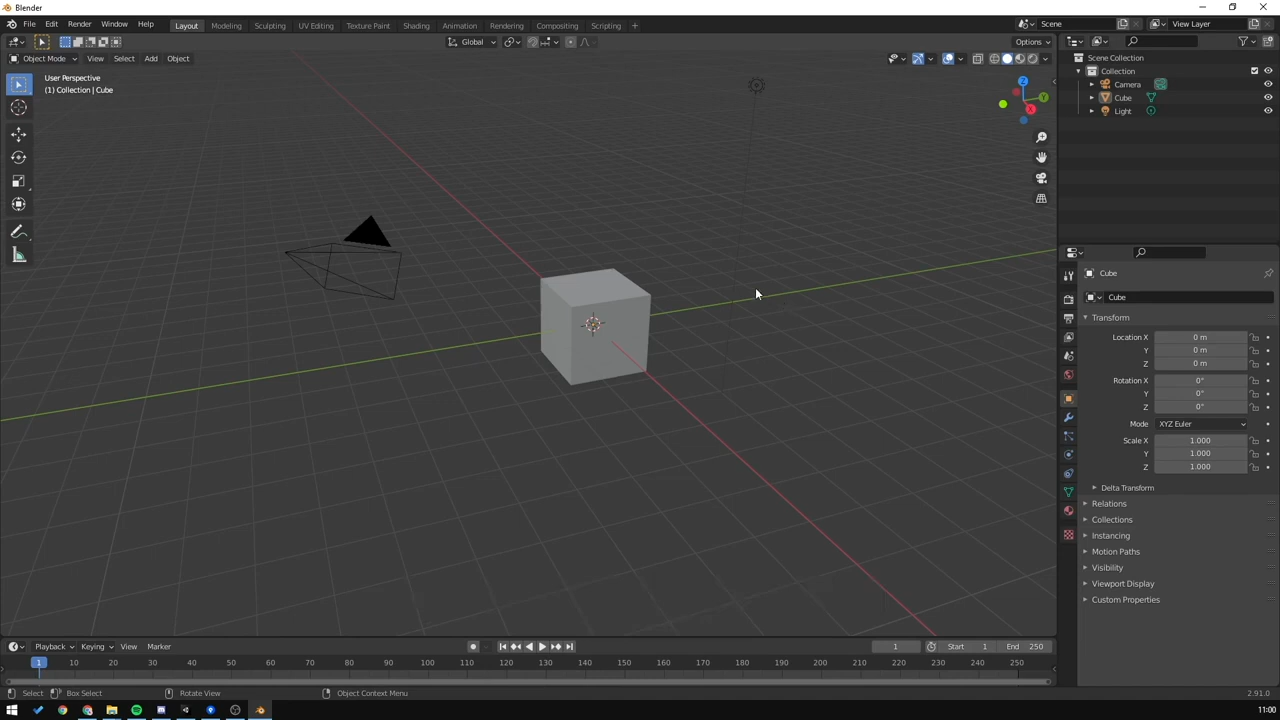 Blender
File Edit Render Window Help Layout Modeling Sculpting UV Editing Texture Paint Shading Animation Rendering Compositing Scripting + Scene View Layer
Global Options
Object Mode View Select Add Object
User Perspective
(1) Collection | Cube
Z
Y
X
Scene Collection
Collection
Camera
Cube
Light
Cube
Cube
Transform
Location X 0 m
Y 0 m
Z 0 m
Rotation X 0°
Y 0°
Z 0°
Mode XYZ Euler
Scale X 1.000
Y 1.000
Z 1.000
Delta Transform
Relations
Collections
Instancing
Motion Paths
Visibility
Viewport Display
Custom Properties
Playback Keying View Marker 1 Start 1 End 250
1 10 20 30 40 50 60 70 80 90 100 110 120 130 140 150 160 170 180 190 200 210 220 230 240 250
Select Box Select Rotate View Object Context Menu 2.91.0
11:00